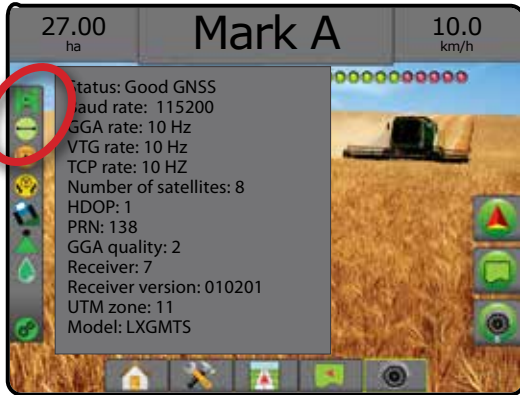 27.00
ha
Mark A
10.0
km/h
Status: Good GNSS
Baud rate: 115200
GGA rate: 10 Hz
VTG rate: 10 Hz
TCP rate: 10 HZ
Number of satellites: 8
HDOP: 1
PRN: 138
GGA quality: 2
Receiver: 7
Receiver version: 010201
UTM zone: 11
Model: LXGMTS